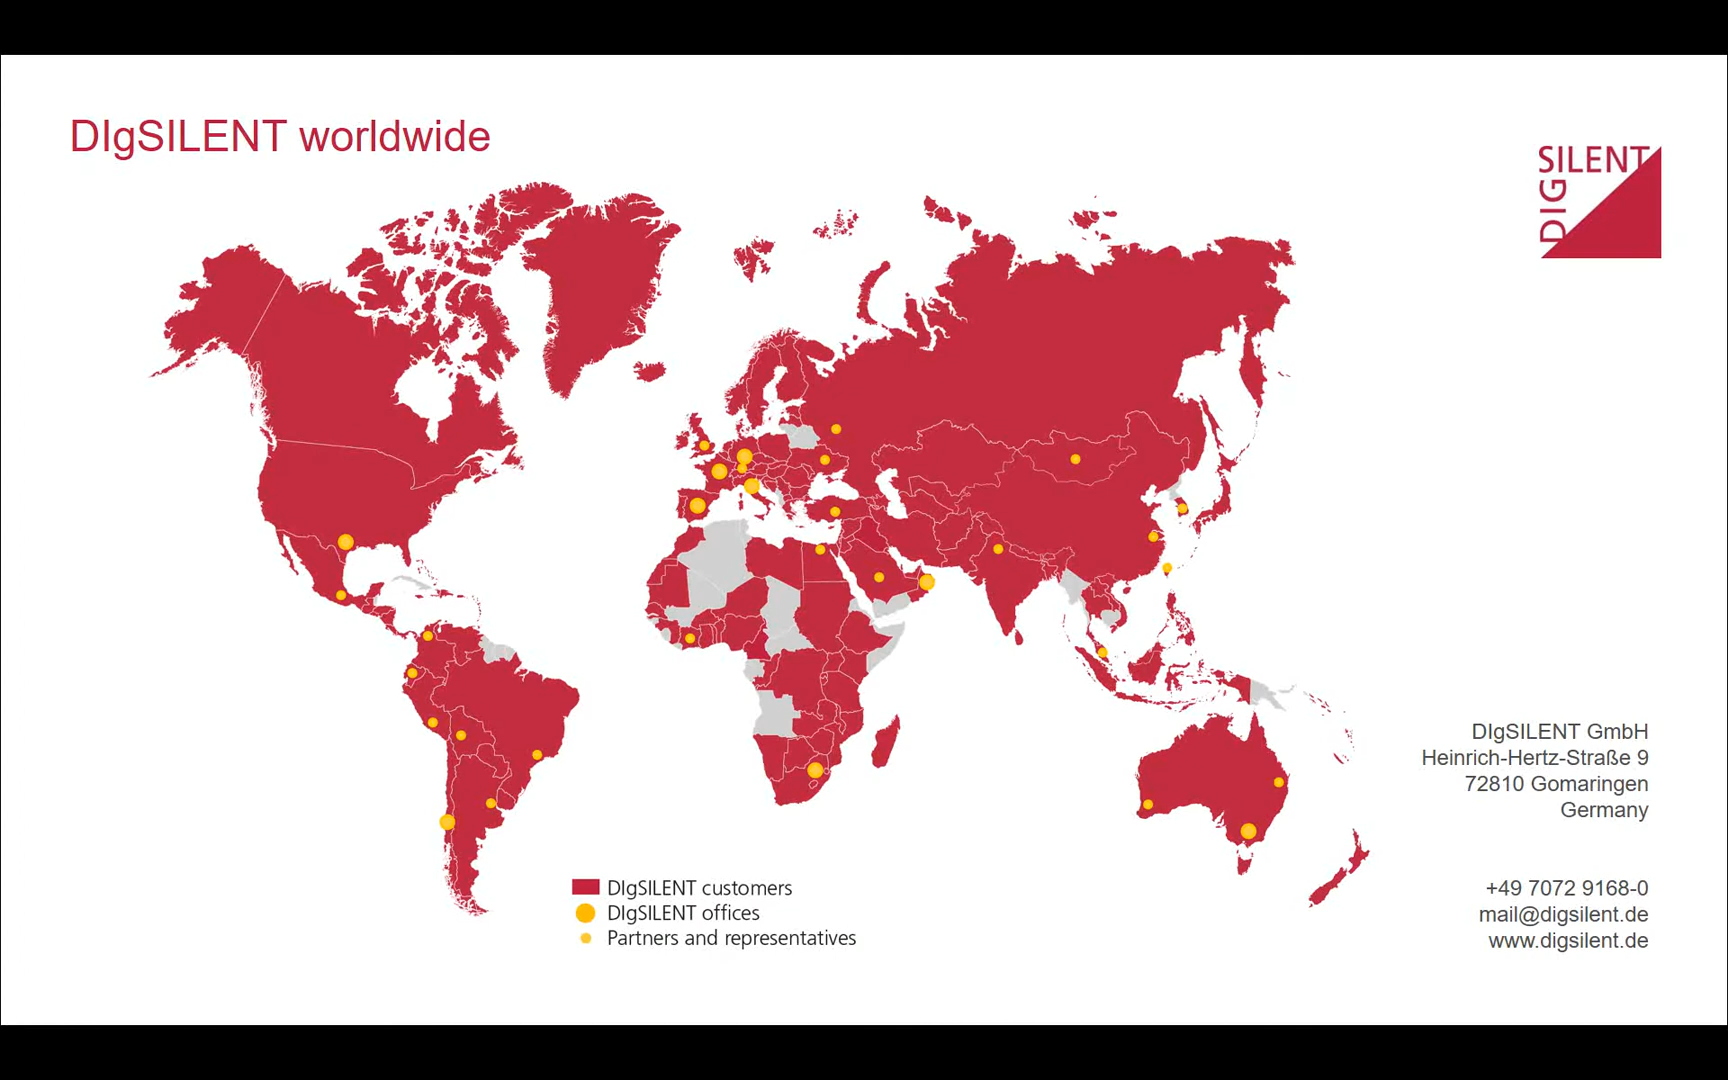 DIgSILENT worldwide
SILENT
DIG
DIgSILENT GmbH
Heinrich-Hertz-Straße 9
72810 Gomaringen
Germany
+49 7072 9168-0
mail@digsilent.de
www.digsilent.de
DIgSILENT customers
DIgSILENT offices
Partners and representatives